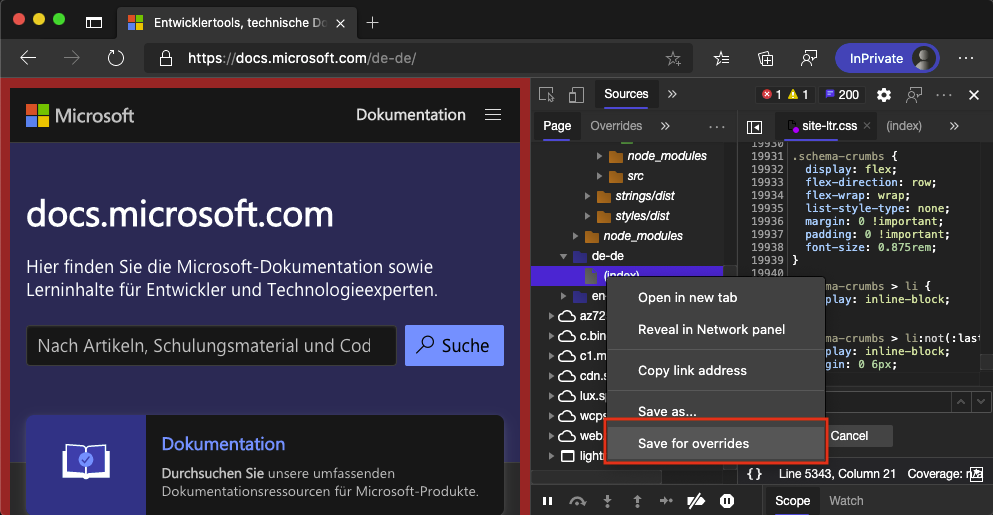 Entwicklertools, technische Do
https://docs.microsoft.com/de-de/
InPrivate
Microsoft
Dokumentation
docs.microsoft.com
Hier finden Sie die Microsoft-Dokumentation sowie
Lerninhalte für Entwickler und Technologieexperten.
Nach Artikeln, Schulungsmaterial und Cod
Suche
Dokumentation
Durchsuchen Sie unsere umfassenden
Dokumentationsressourcen für Microsoft-Produkte.
Sources
1 1 200
Page Overrides
site-ltr.css (index)
node_modules
src
strings/dist
styles/dist
node_modules
de-de
(index)
en-
az72
c.bin
c1.m
cdn.s
lux.sp
wcps
web.
light
19930
19931 .schema-crumbs {
19932 display: flex;
19933 flex-direction: row;
19934 flex-wrap: wrap;
19935 list-style-type: none;
19936 margin: 0 !important;
19937 padding: 0 !important;
19938 font-size: 0.875rem;
19939 }
19940
hema-crumbs > li {
play: inline-block;
hema-crumbs > li:not(:last
play: inline-block;
gin: 0 6px;
Open in new tab
Reveal in Network panel
Copy link address
Save as...
Save for overrides
Cancel
{} Line 5343, Column 21 Coverage: n/a
Scope Watch